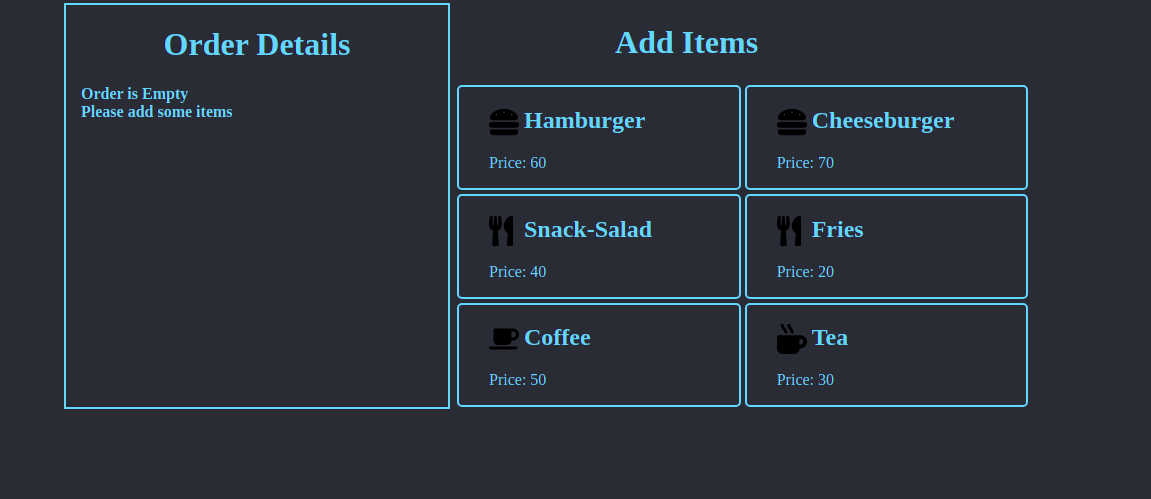 Order Details
Order is Empty
Please add some items
Add Items
Hamburger
Price: 60
Cheeseburger
Price: 70
Snack-Salad
Price: 40
Fries
Price: 20
Coffee
Price: 50
Tea
Price: 30